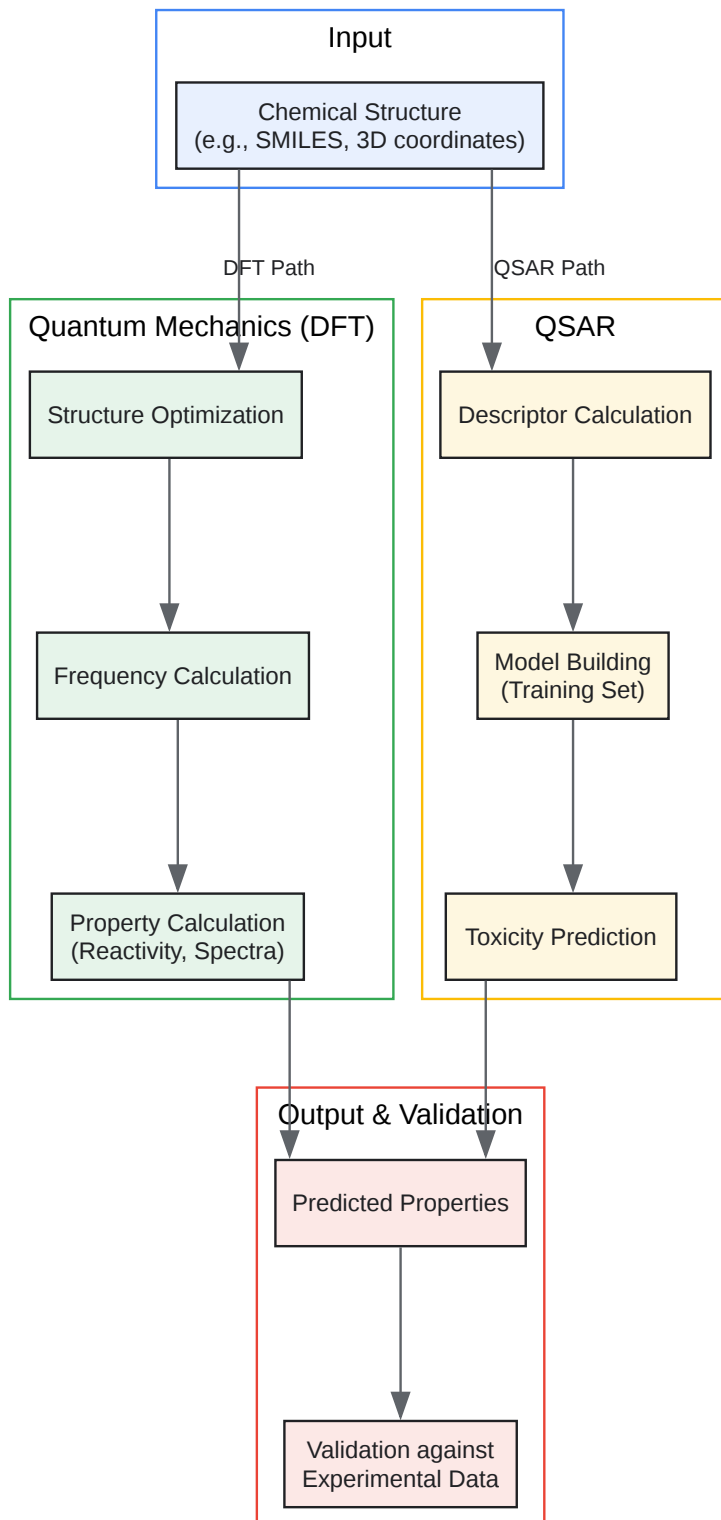 Input
Chemical Structure
(e.g., SMILES, 3D coordinates)
DFT Path
QSAR Path
Quantum Mechanics (DFT)
Structure Optimization
Frequency Calculation
Property Calculation
(Reactivity, Spectra)
QSAR
Descriptor Calculation
Model Building
(Training Set)
Toxicity Prediction
Output & Validation
Predicted Properties
Validation against
Experimental Data